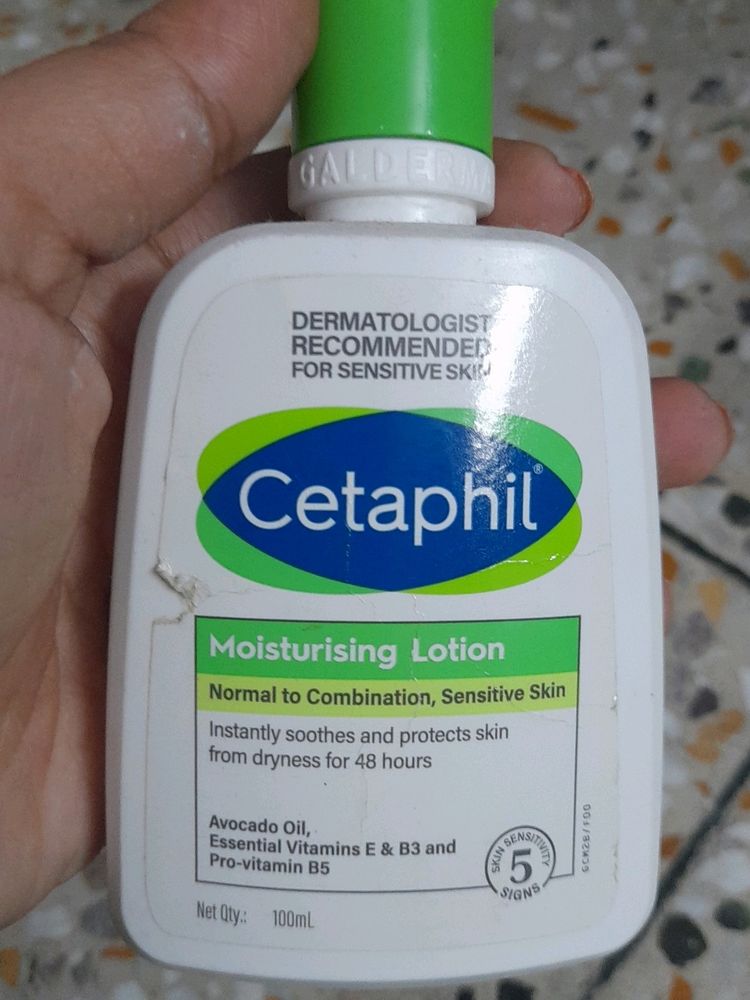 GALDERMA
DERMATOLOGIST
RECOMMENDED
FOR SENSITIVE SKIN
Cetaphil®
Moisturising Lotion
Normal to Combination, Sensitive Skin
Instantly soothes and protects skin
from dryness for 48 hours
Avocado Oil,
Essential Vitamins E & B3 and
Pro-vitamin B5
SKIN SENSITIVITY
5
SIGNS
Net Qty.: 100mL